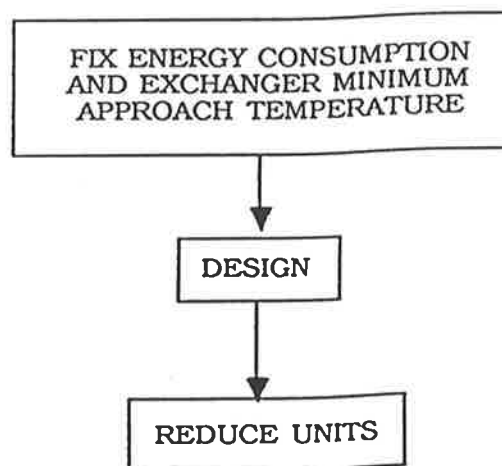 FIX ENERGY CONSUMPTION
AND EXCHANGER MINIMUM
APPROACH TEMPERATURE
DESIGN
REDUCE UNITS